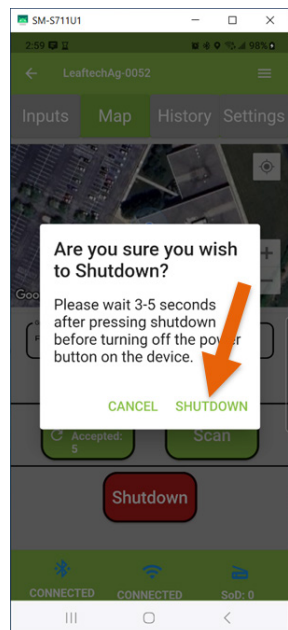 SM-S711U1
2:59
98%
LeaftechAg-0052
Inputs Map History Settings
Goo
Are you sure you wish
to Shutdown?
Please wait 3-5 seconds
after pressing shutdown
before turning off the power
button on the device.
CANCEL SHUTDOWN
Accepted:
5
Scan
Shutdown
CONNECTED CONNECTED SoD: 0